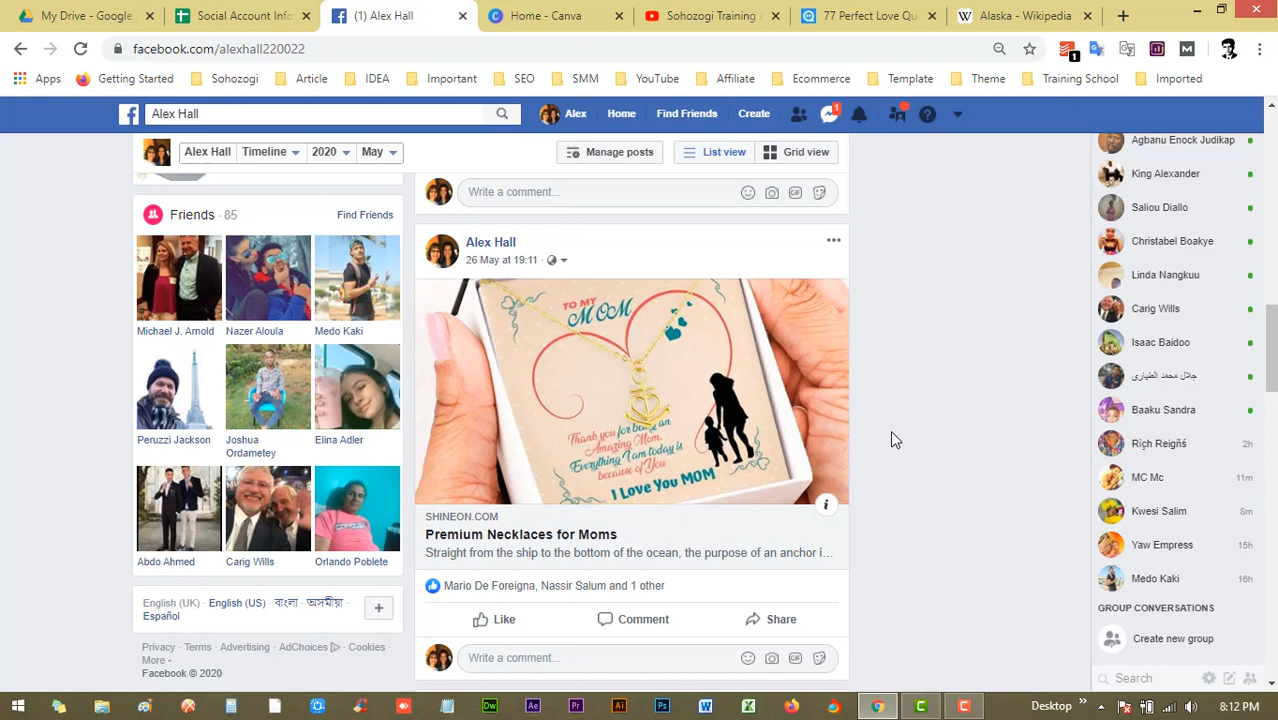 My Drive - Google
Social Account Info
(1) Alex Hall
Home - Canva
Sohozogi Training
77 Perfect Love Qu
Alaska - Wikipedia
facebook.com/alexhall220022
1
Apps
Getting Started
Sohozogi
Article
IDEA
Important
SEO
SMM
YouTube
Affiliate
Ecommerce
Template
Theme
Training School
Imported
Alex Hall
Alex
Home
Find Friends
Create
1
Alex Hall
Timeline
2020
May
Manage posts
List view
Grid view
Friends · 85
Find Friends
Michael J. Arnold
Nazer Aloula
Medo Kaki
Peruzzi Jackson
Joshua
Ordametey
Elina Adler
Abdo Ahmed
Carig Wills
Orlando Poblete
English (UK) · English (US) · বাংলা · অসমীয়া ·
Español
Privacy · Terms · Advertising · AdChoices · Cookies ·
More
Facebook © 2020
Write a comment...
Alex Hall
26 May at 19:11 ·
TO MY
MOM
Thank you for being an
Amazing Mom.
Everything I am today is
because of You
I Love You MOM
SHINEON.COM
Premium Necklaces for Moms
Straight from the ship to the bottom of the ocean, the purpose of an anchor i...
Mario De Foreigna, Nassir Salum and 1 other
Like
Comment
Share
Write a comment...
Agbanu Enock Judikap
King Alexander
Saliou Diallo
Christabel Boakye
Linda Nangkuu
Carig Wills
Isaac Baidoo
جلال محمد الطيارى
Baaku Sandra
Rįçh Reigñś
2h
MC Mc
11m
Kwesi Salim
8m
Yaw Empress
15h
Medo Kaki
16h
GROUP CONVERSATIONS
Create new group
Search
Dw
Ae
Pr
Ai
Ps
Desktop
8:12 PM